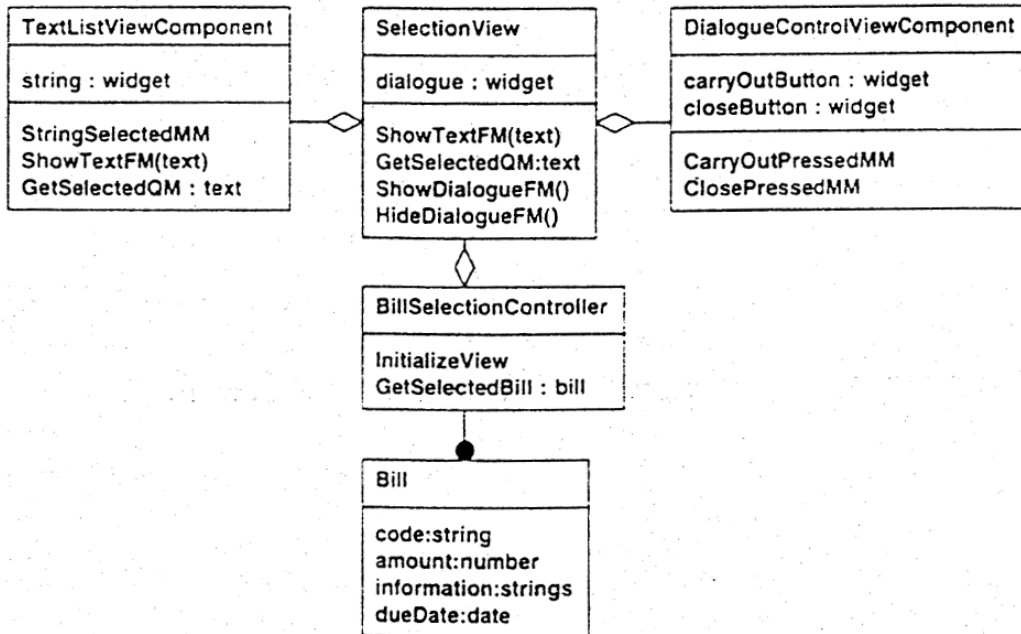 TextListViewComponent
string : widget
StringSelectedMM
ShowTextFM(text)
GetSelectedQM : text
SelectionView
dialogue : widget
ShowTextFM(text)
GetSelectedQM:text
ShowDialogueFM()
HideDialogueFM()
DialogueControlViewComponent
carryOutButton : widget
closeButton : widget
CarryOutPressedMM
ClosePressedMM
BillSelectionController
InitializeView
GetSelectedBill : bill
Bill
code:string
amount:number
information:strings
dueDate:date